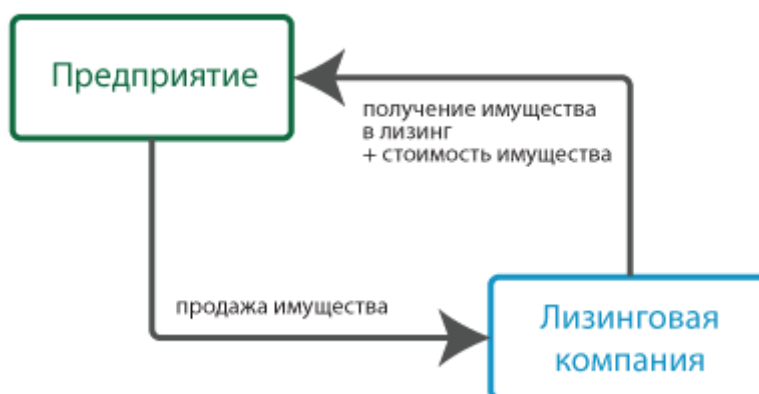 Предприятие
получение имущества
в лизинг
+ стоимость имущества
продажа имущества
Лизинговая
компания